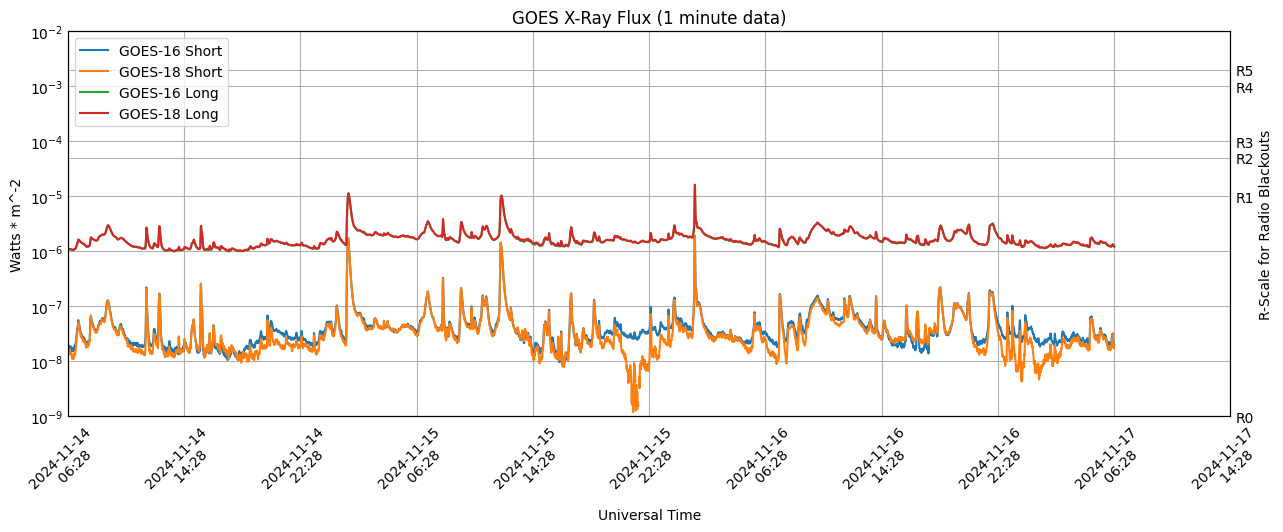 GOES X-Ray Flux (1 minute data)
GOES-16 Short
GOES-18 Short
GOES-16 Long
GOES-18 Long
Watts * m^-2
10⁻²
10⁻³
10⁻⁴
10⁻⁵
10⁻⁶
10⁻⁷
10⁻⁸
10⁻⁹
R5
R4
R3
R2
R1
R0
R-Scale for Radio Blackouts
2024-11-14
06:28
2024-11-14
14:28
2024-11-14
22:28
2024-11-15
06:28
2024-11-15
14:28
2024-11-15
22:28
2024-11-16
06:28
2024-11-16
14:28
2024-11-16
22:28
2024-11-17
06:28
2024-11-17
14:28
Universal Time